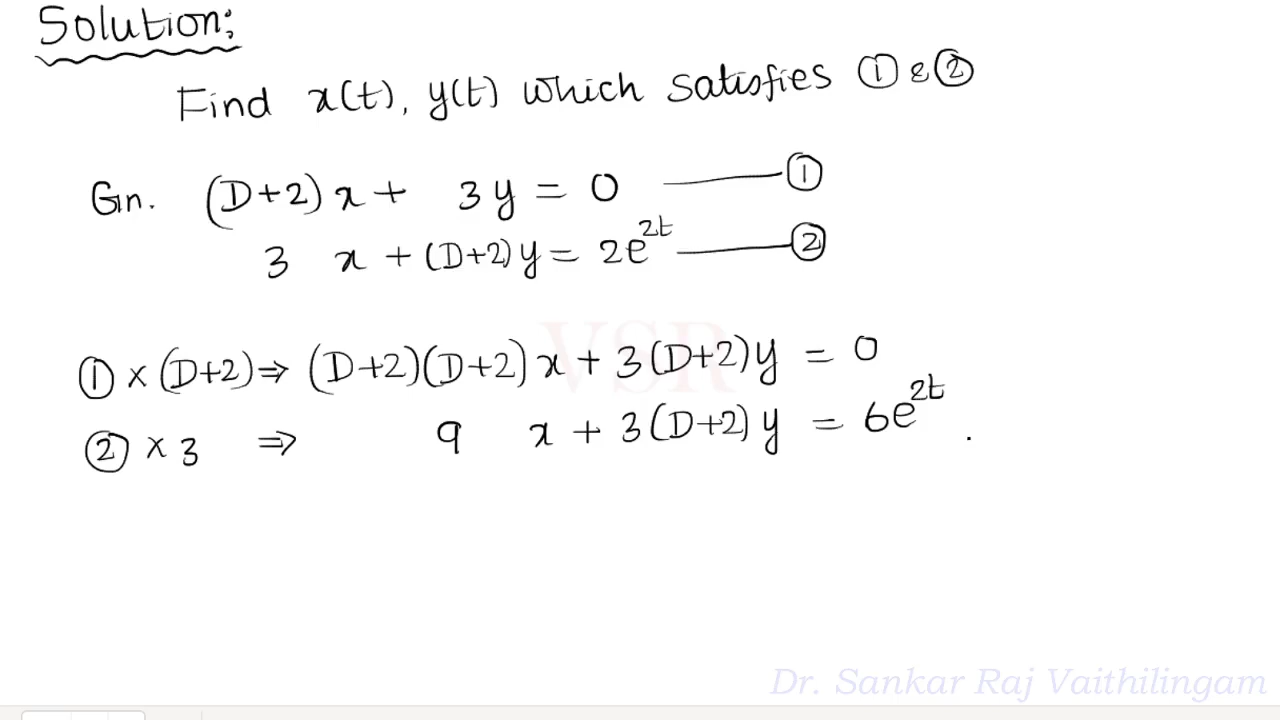 Solution:
Find x(t), y(t) which satisfies ① & ②
Gn. (D+2)x + 3y = 0 —— ①
3 x + (D+2)y = 2e^{2t} —— ②
① × (D+2) ⇒ (D+2)(D+2)x + 3(D+2)y = 0
② × 3 ⇒ 9 x + 3(D+2)y = 6e^{2t}.
VSR
Dr. Sankar Raj Vaithilingam